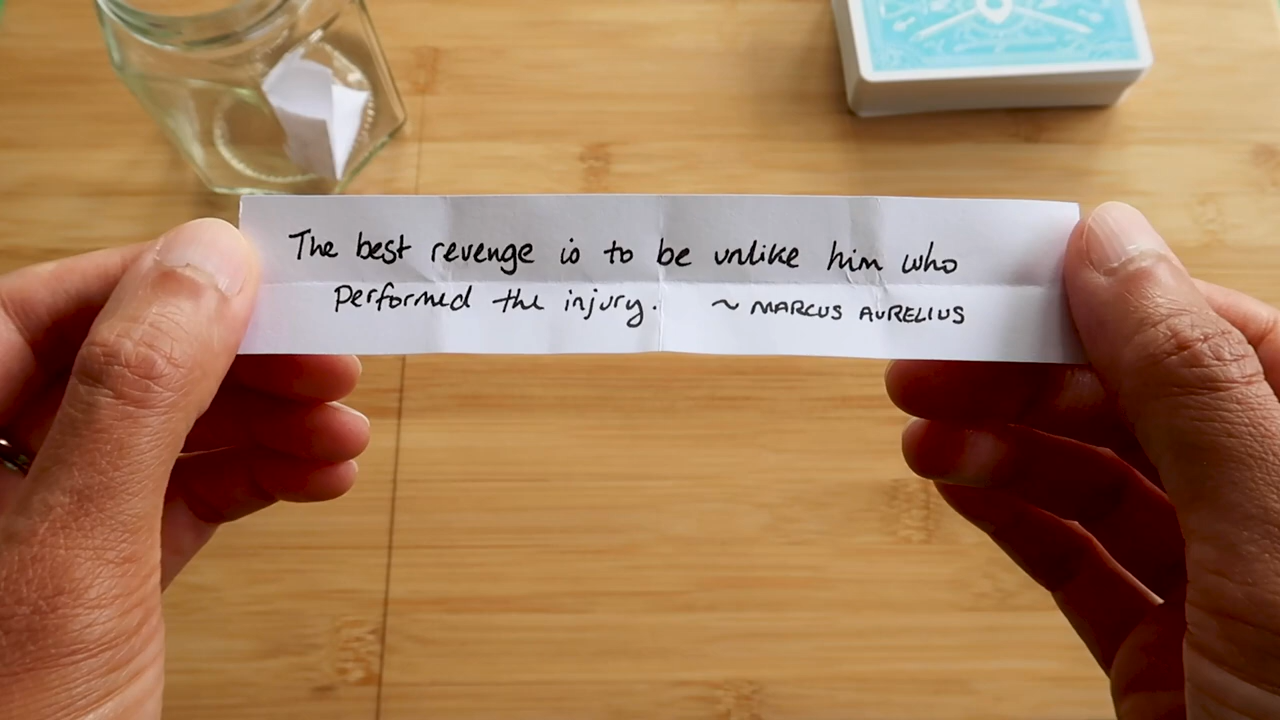 The best revenge is to be unlike him who
performed the injury. ~ MARCUS AURELIUS